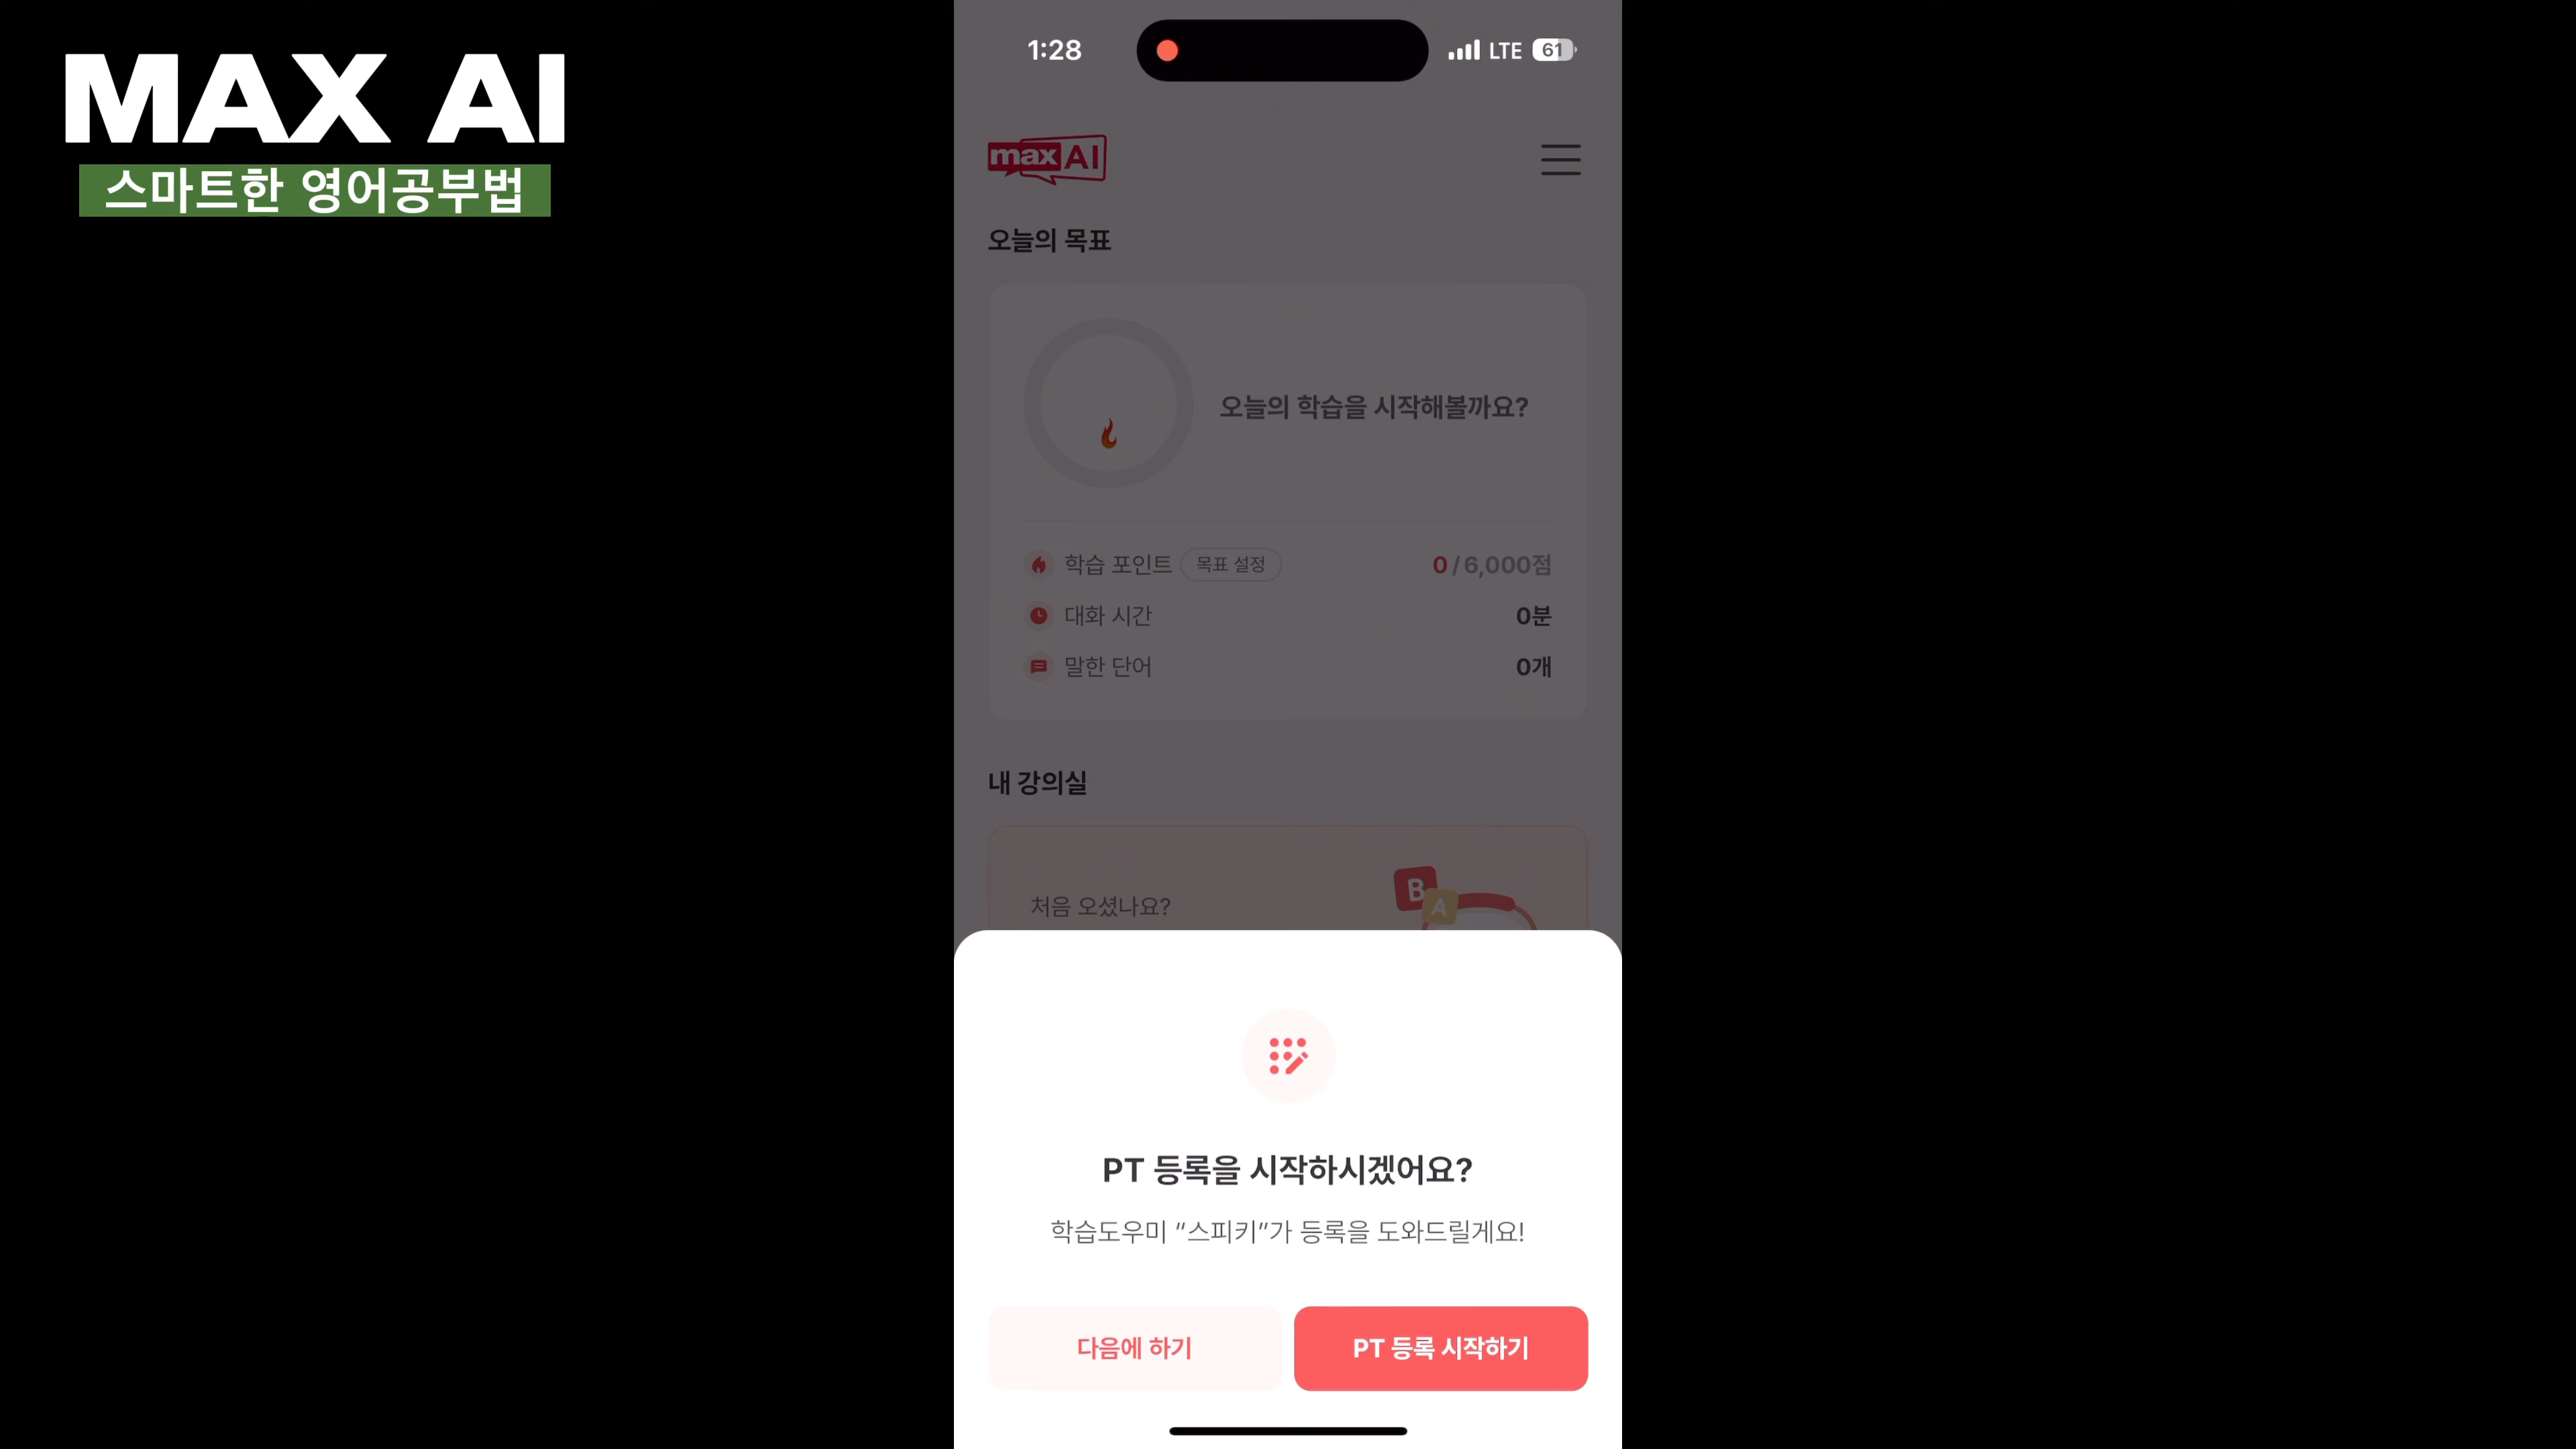 MAX AI
스마트한 영어공부법
1:28
LTE
61
max AI
오늘의 목표
오늘의 학습을 시작해볼까요?
학습 포인트 목표 설정 0 / 6,000점
대화 시간 0분
말한 단어 0개
내 강의실
처음 오셨나요?
B
A
PT 등록을 시작하시겠어요?
학습도우미 “스피키”가 등록을 도와드릴게요!
다음에 하기
PT 등록 시작하기